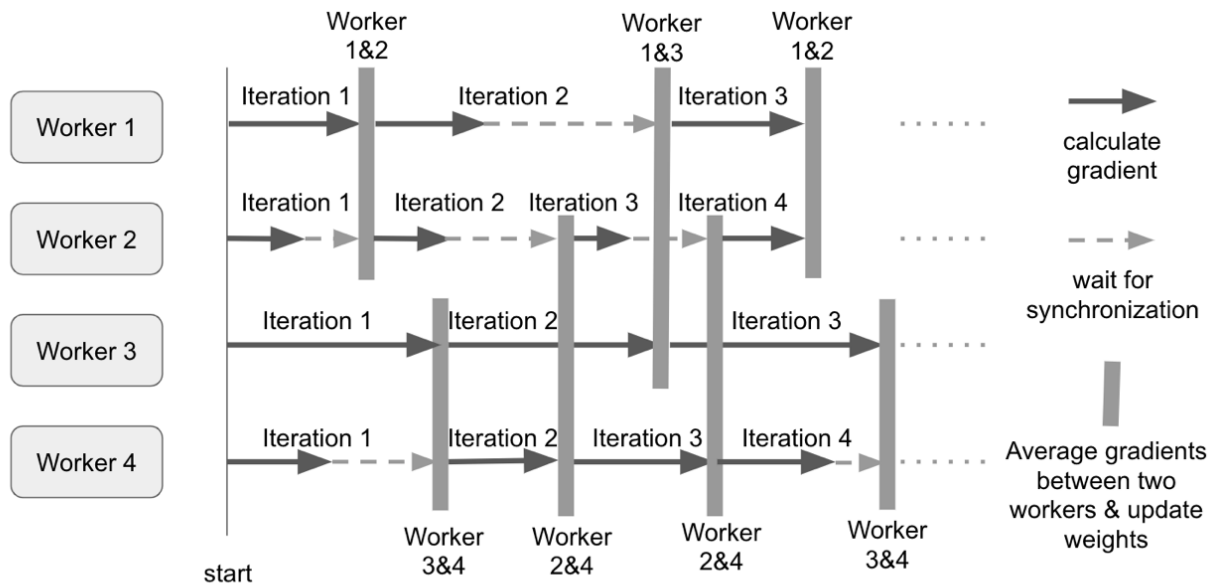 Worker
1&2
Worker
1&3
Worker
1&2
Worker 1
Iteration 1
Iteration 2
Iteration 3
calculate
gradient
Worker 2
Iteration 1
Iteration 2
Iteration 3
Iteration 4
wait for
synchronization
Worker 3
Iteration 1
Iteration 2
Iteration 3
Worker 4
Iteration 1
Iteration 2
Iteration 3
Iteration 4
Average gradients
between two
workers & update
weights
Worker
3&4
Worker
2&4
Worker
2&4
Worker
3&4
start